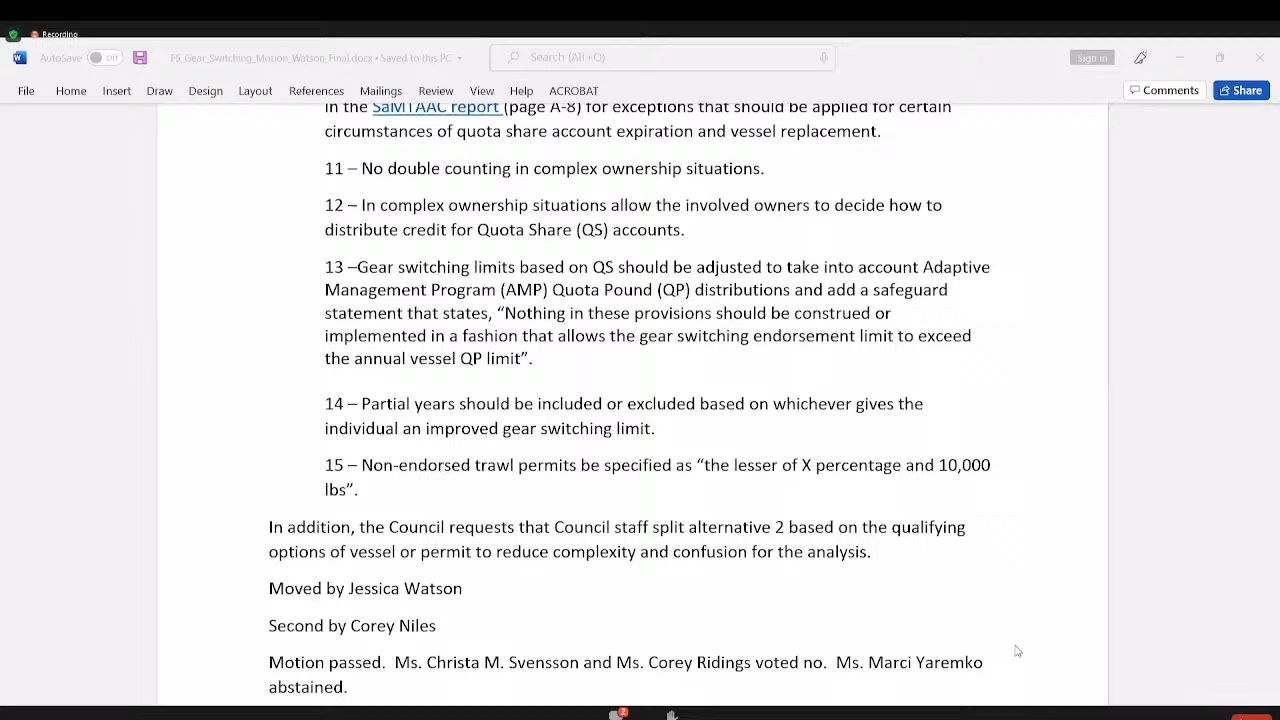 Recording
AutoSave Off F5_Gear_Switching_Motion_Watson_Final.docx • Saved to this PC Search (Alt+Q) Sign in
File Home Insert Draw Design Layout References Mailings Review View Help ACROBAT Comments Share
in the SaMTAAC report (page A-8) for exceptions that should be applied for certain
circumstances of quota share account expiration and vessel replacement.
11 – No double counting in complex ownership situations.
12 – In complex ownership situations allow the involved owners to decide how to
distribute credit for Quota Share (QS) accounts.
13 –Gear switching limits based on QS should be adjusted to take into account Adaptive
Management Program (AMP) Quota Pound (QP) distributions and add a safeguard
statement that states, “Nothing in these provisions should be construed or
implemented in a fashion that allows the gear switching endorsement limit to exceed
the annual vessel QP limit”.
14 – Partial years should be included or excluded based on whichever gives the
individual an improved gear switching limit.
15 – Non-endorsed trawl permits be specified as “the lesser of X percentage and 10,000
lbs”.
In addition, the Council requests that Council staff split alternative 2 based on the qualifying
options of vessel or permit to reduce complexity and confusion for the analysis.
Moved by Jessica Watson
Second by Corey Niles
Motion passed. Ms. Christa M. Svensson and Ms. Corey Ridings voted no. Ms. Marci Yaremko
abstained.
2